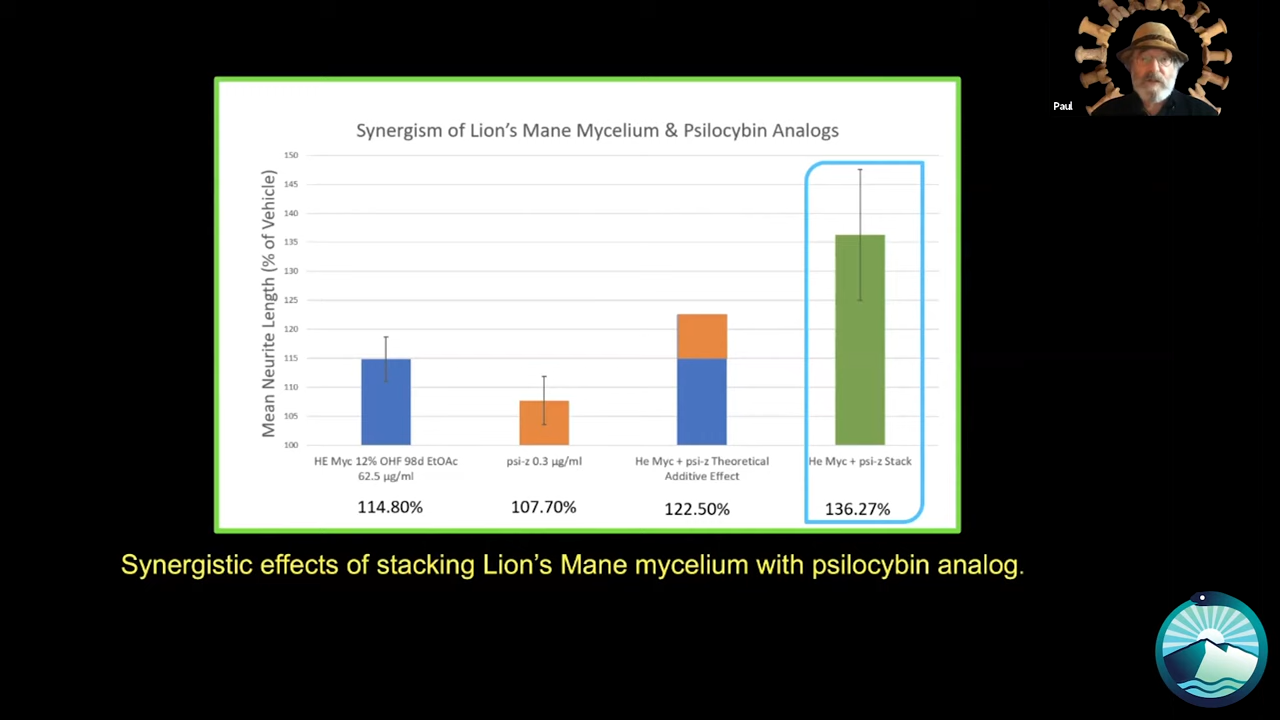 Paul
Synergism of Lion's Mane Mycelium & Psilocybin Analogs
Mean Neurite Length (% of Vehicle)
150
145
140
135
130
125
120
115
110
105
100
HE Myc 12% OHF 98d EtOAc
62.5 µg/ml
psi-z 0.3 µg/ml
He Myc + psi-z Theoretical
Additive Effect
He Myc + psi-z Stack
114.80%
107.70%
122.50%
136.27%
Synergistic effects of stacking Lion's Mane mycelium with psilocybin analog.